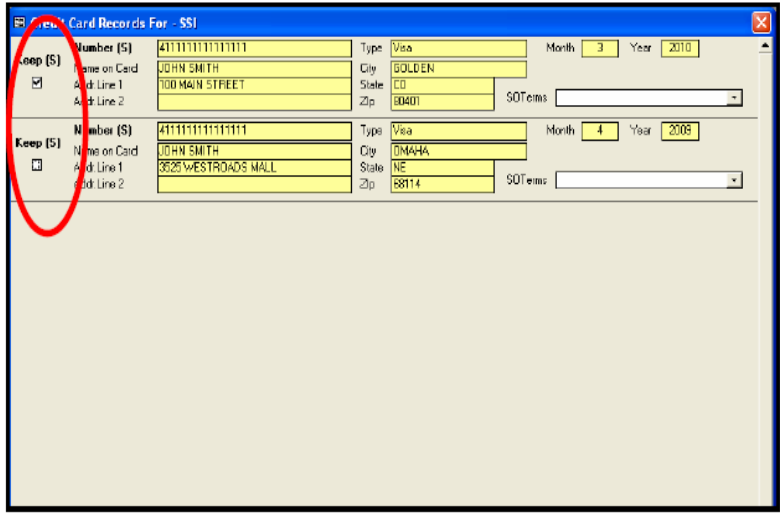 Credit Card Records For - SSI
Number (S) 4111111111111111 Type Visa Month 3 Year 2010
Keep (S)
Name on Card JOHN SMITH City GOLDEN
Addr. Line 1 100 MAIN STREET State CO
Addr. Line 2 Zip 80401 SOTerms
Number (S) 4111111111111111 Type Visa Month 4 Year 2009
Keep (S)
Name on Card JOHN SMITH City OMAHA
Addr. Line 1 3525 WESTROADS MALL State NE
Addr. Line 2 Zip 68114 SOTerms